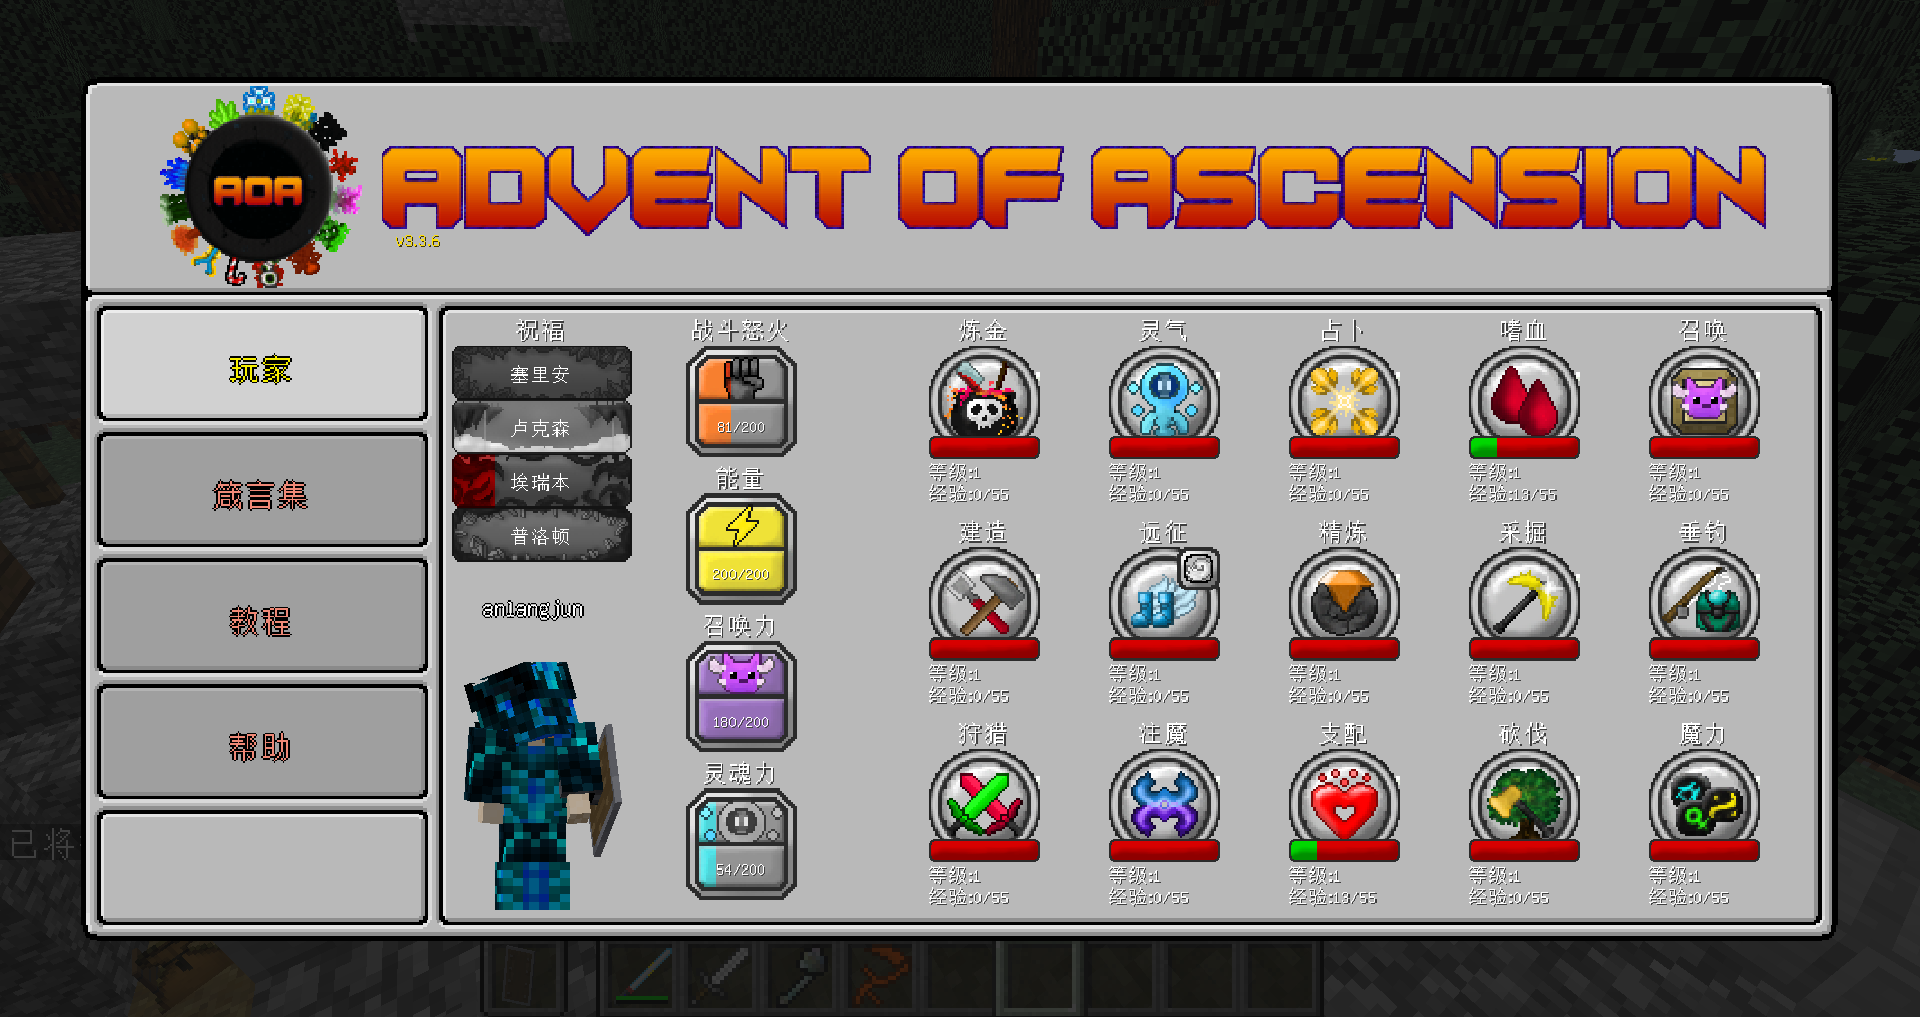 AOA
ADVENT OF ASCENSION
v3.3.6
玩家
箴言集
教程
帮助
祝福
塞里安
卢克森
埃瑞本
普洛顿
anlangjun
战斗怒火
81/200
能量
200/200
召唤力
180/200
灵魂力
54/200
炼金
等级:1
经验:0/55
灵气
等级:1
经验:0/55
占卜
等级:1
经验:0/55
嗜血
等级:1
经验:13/55
召唤
等级:1
经验:0/55
建造
等级:1
经验:0/55
远征
等级:1
经验:0/55
精炼
等级:1
经验:0/55
采掘
等级:1
经验:0/55
垂钓
等级:1
经验:0/55
狩猎
等级:1
经验:0/55
注魔
等级:1
经验:0/55
支配
等级:1
经验:13/55
砍伐
等级:1
经验:0/55
魔力
等级:1
经验:0/55
已将